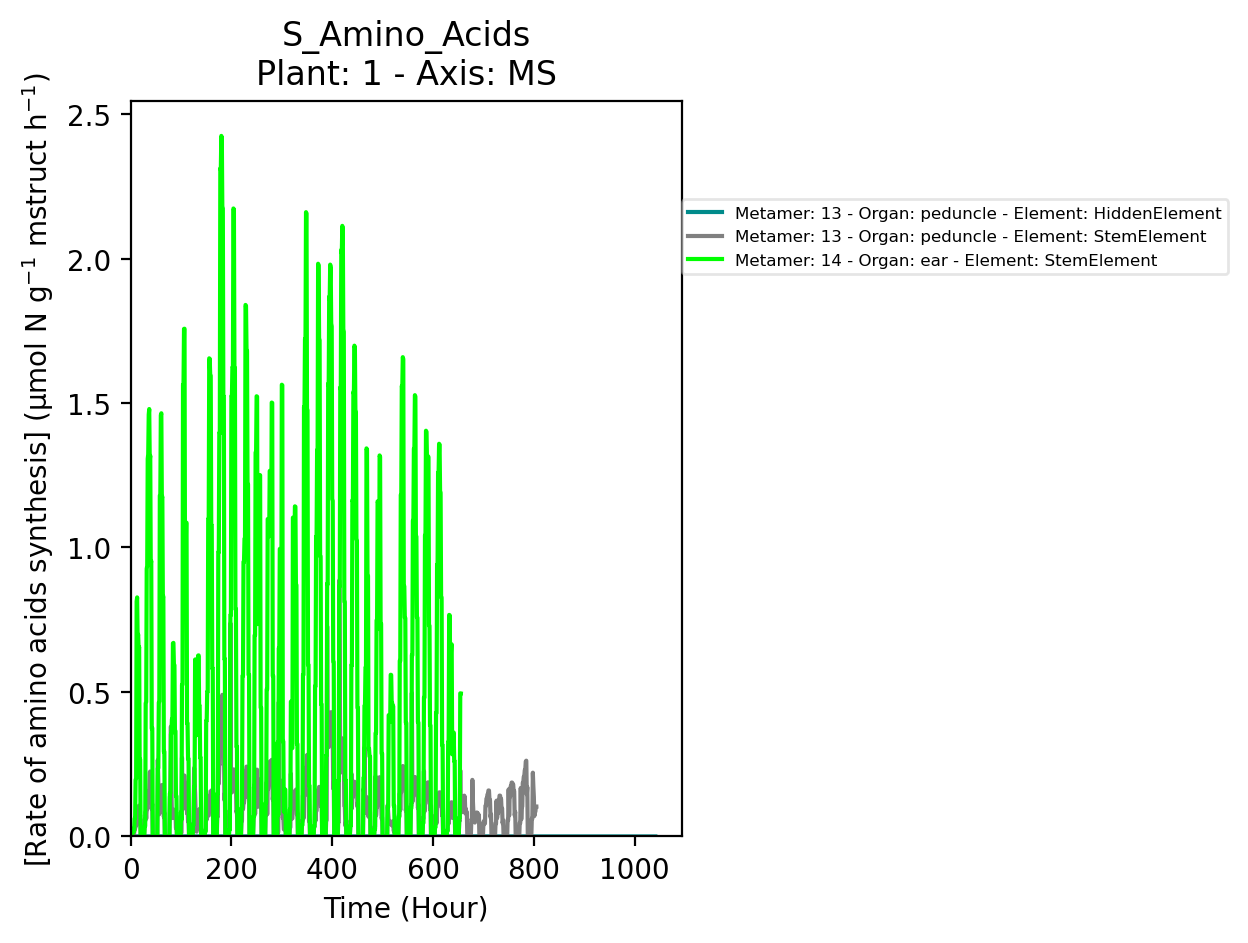 S_Amino_Acids
Plant: 1 - Axis: MS
[Rate of amino acids synthesis] (µmol N g⁻¹ mstruct h⁻¹)
2.5
2.0
1.5
1.0
0.5
0.0
0 200 400 600 800 1000
Time (Hour)
Metamer: 13 - Organ: peduncle - Element: HiddenElement
Metamer: 13 - Organ: peduncle - Element: StemElement
Metamer: 14 - Organ: ear - Element: StemElement